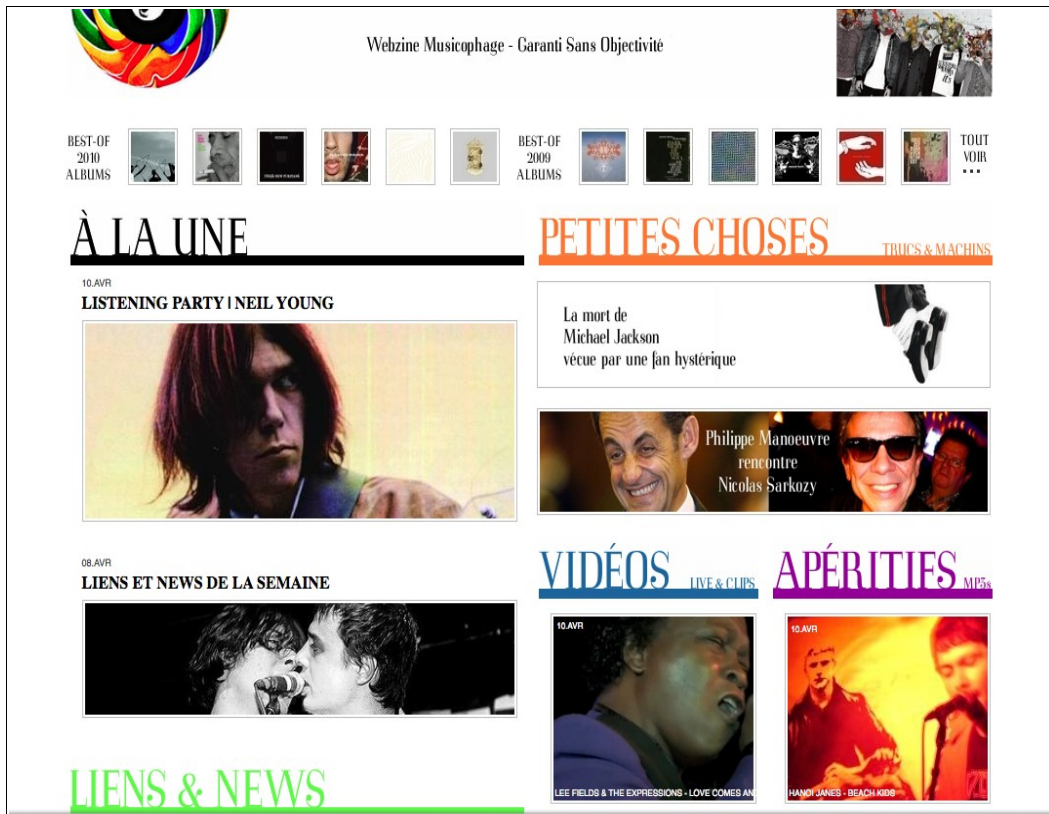 Webzine Musicophage - Garanti Sans Objectivité
BEST-OF
2010
ALBUMS
BEST-OF
2009
ALBUMS
TOUT
VOIR
...
À LA UNE
10.AVR
LISTENING PARTY | NEIL YOUNG
08.AVR
LIENS ET NEWS DE LA SEMAINE
LIENS & NEWS
PETITES CHOSES
TRUCS & MACHINS
La mort de
Michael Jackson
vécue par une fan hystérique
Philippe Manoeuvre
rencontre
Nicolas Sarkozy
VIDÉOS
LIVE & CLIPS
10.AVR
LEE FIELDS & THE EXPRESSIONS - LOVE COMES AN
APÉRITIFS
MP3s
10.AVR
HANOI JANES - BEACH KIDS